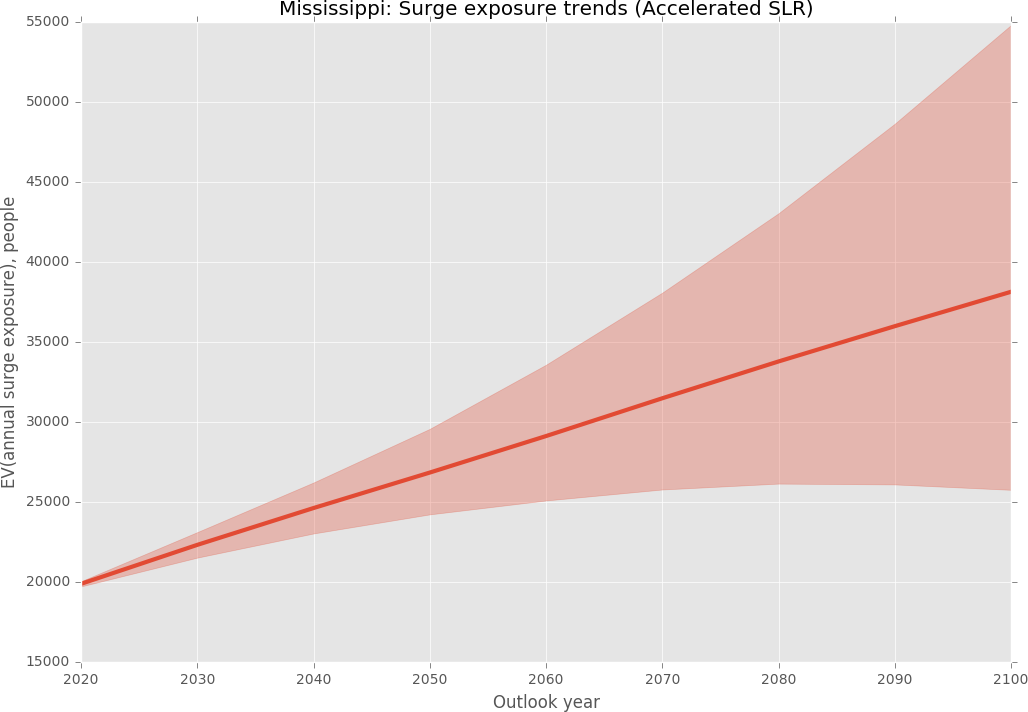 Mississippi: Surge exposure trends (Accelerated SLR)
55000
50000
45000
40000
35000
30000
25000
20000
15000
EV(annual surge exposure), people
2020 2030 2040 2050 2060 2070 2080 2090 2100
Outlook year